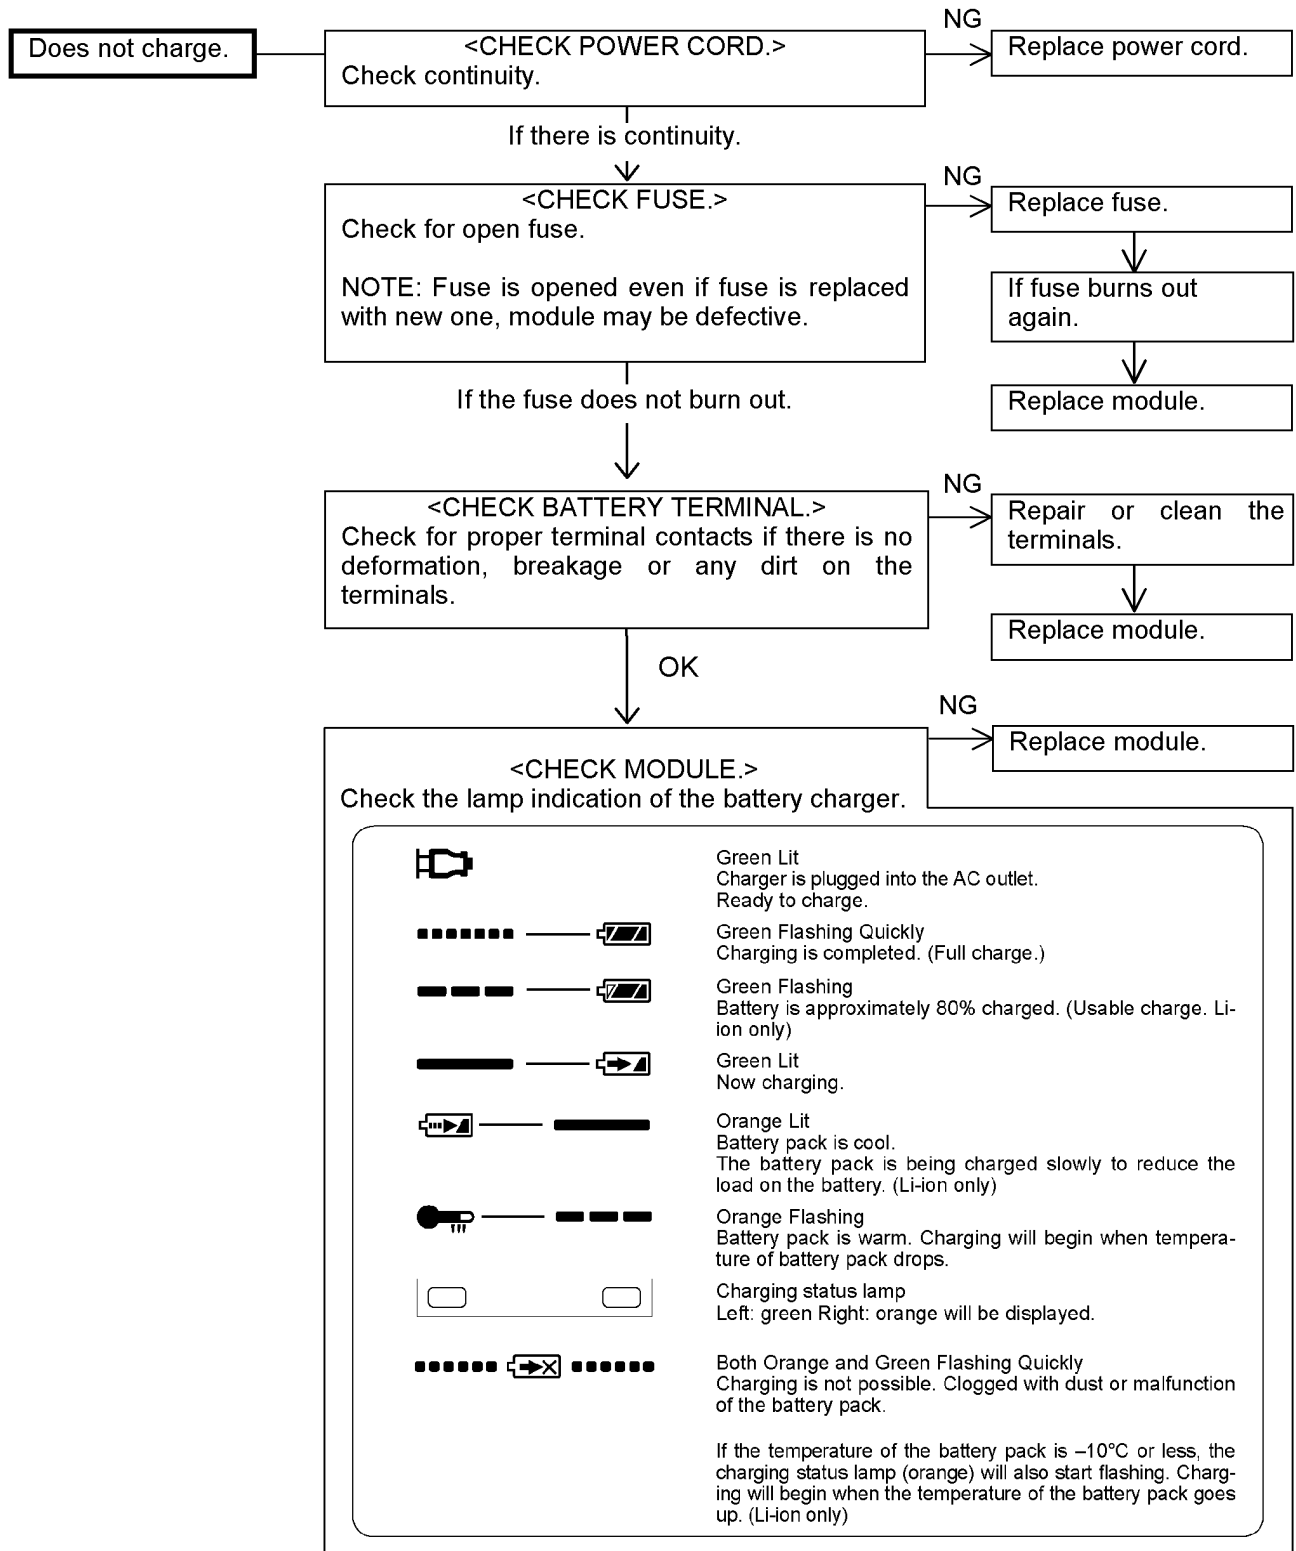 Does not charge.
<CHECK POWER CORD.>
Check continuity.
NG
Replace power cord.
If there is continuity.
<CHECK FUSE.>
Check for open fuse.
NOTE: Fuse is opened even if fuse is replaced
with new one, module may be defective.
NG
Replace fuse.
If fuse burns out
again.
Replace module.
If the fuse does not burn out.
<CHECK BATTERY TERMINAL.>
Check for proper terminal contacts if there is no
deformation, breakage or any dirt on the
terminals.
NG
Repair or clean the
terminals.
Replace module.
OK
NG
Replace module.
<CHECK MODULE.>
Check the lamp indication of the battery charger.
Green Lit
Charger is plugged into the AC outlet.
Ready to charge.
Green Flashing Quickly
Charging is completed. (Full charge.)
Green Flashing
Battery is approximately 80% charged. (Usable charge. Li-
ion only)
Green Lit
Now charging.
Orange Lit
Battery pack is cool.
The battery pack is being charged slowly to reduce the
load on the battery. (Li-ion only)
Orange Flashing
Battery pack is warm. Charging will begin when tempera-
ture of battery pack drops.
Charging status lamp
Left: green Right: orange will be displayed.
Both Orange and Green Flashing Quickly
Charging is not possible. Clogged with dust or malfunction
of the battery pack.
If the temperature of the battery pack is –10°C or less, the
charging status lamp (orange) will also start flashing. Charg-
ing will begin when the temperature of the battery pack goes
up. (Li-ion only)